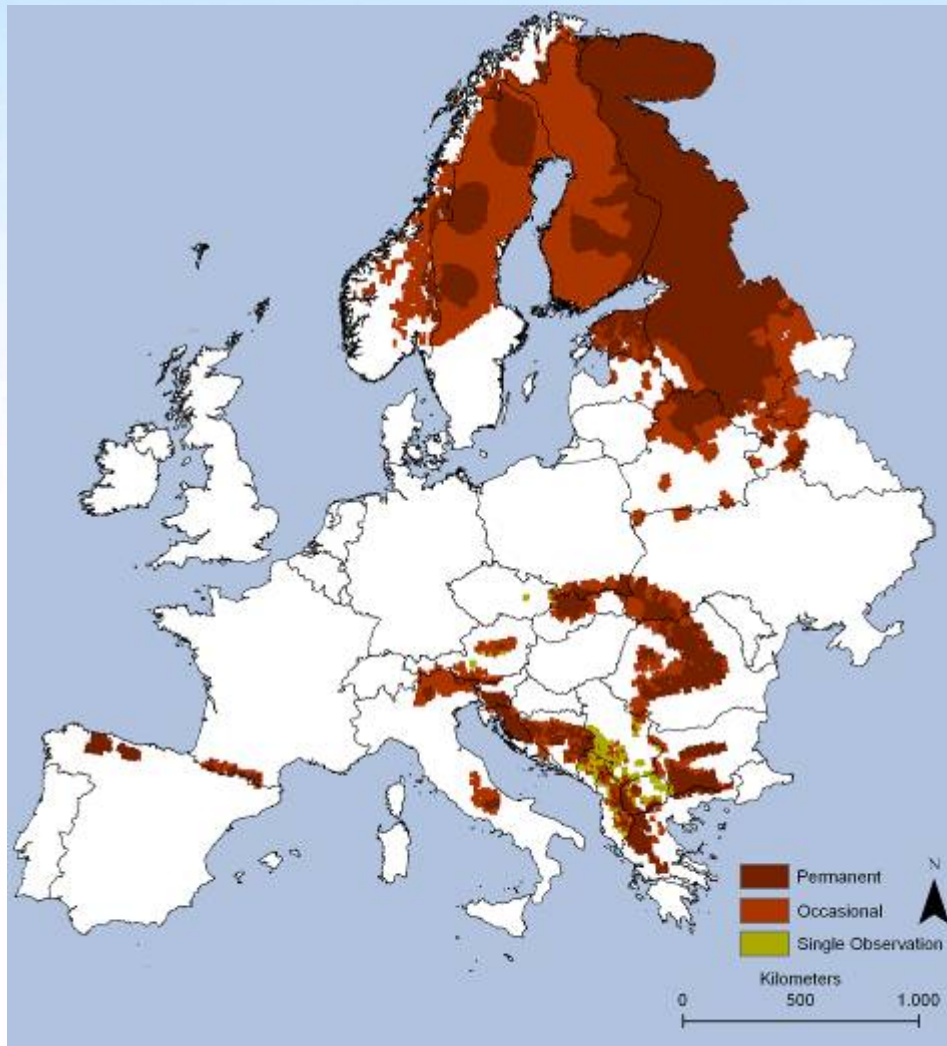 N
Permanent
Occasional
Single Observation
Kilometers
0 500 1.000